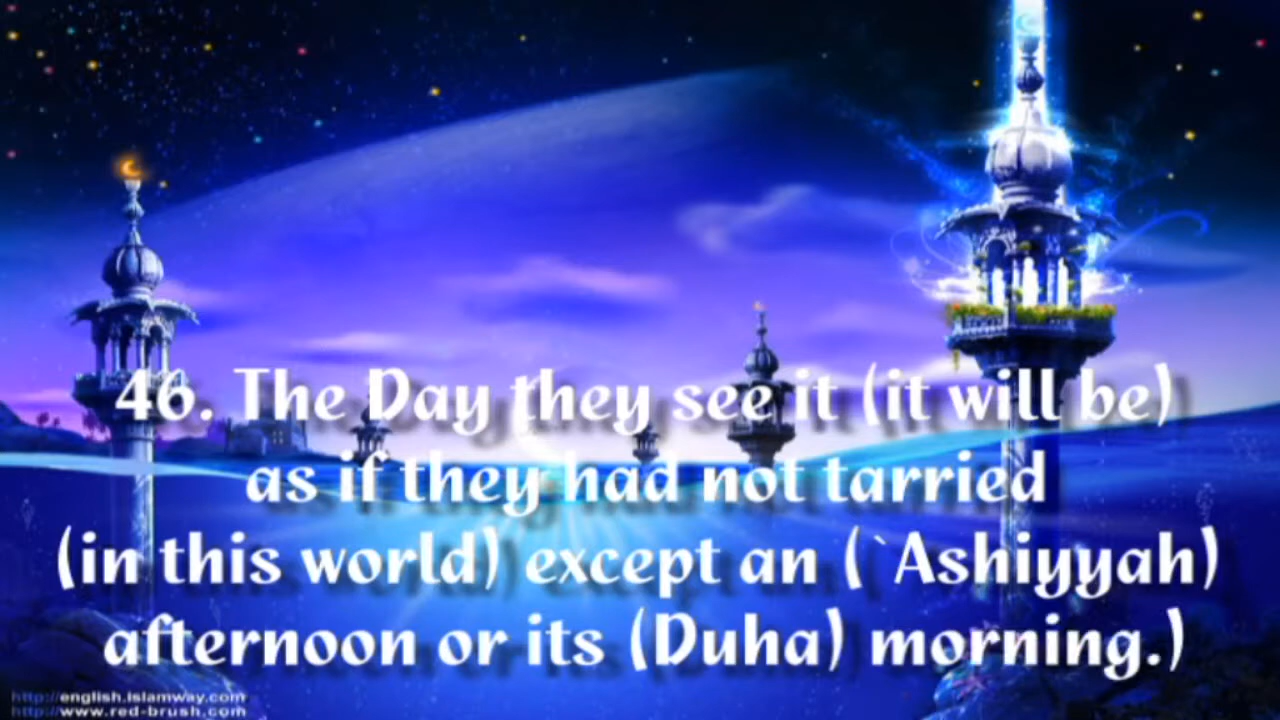 46. The Day they see it (it will be)
as if they had not tarried
(in this world) except an (`Ashiyyah)
afternoon or its (Duha) morning.)
http://english.islamway.com
http://www.red-brush.com